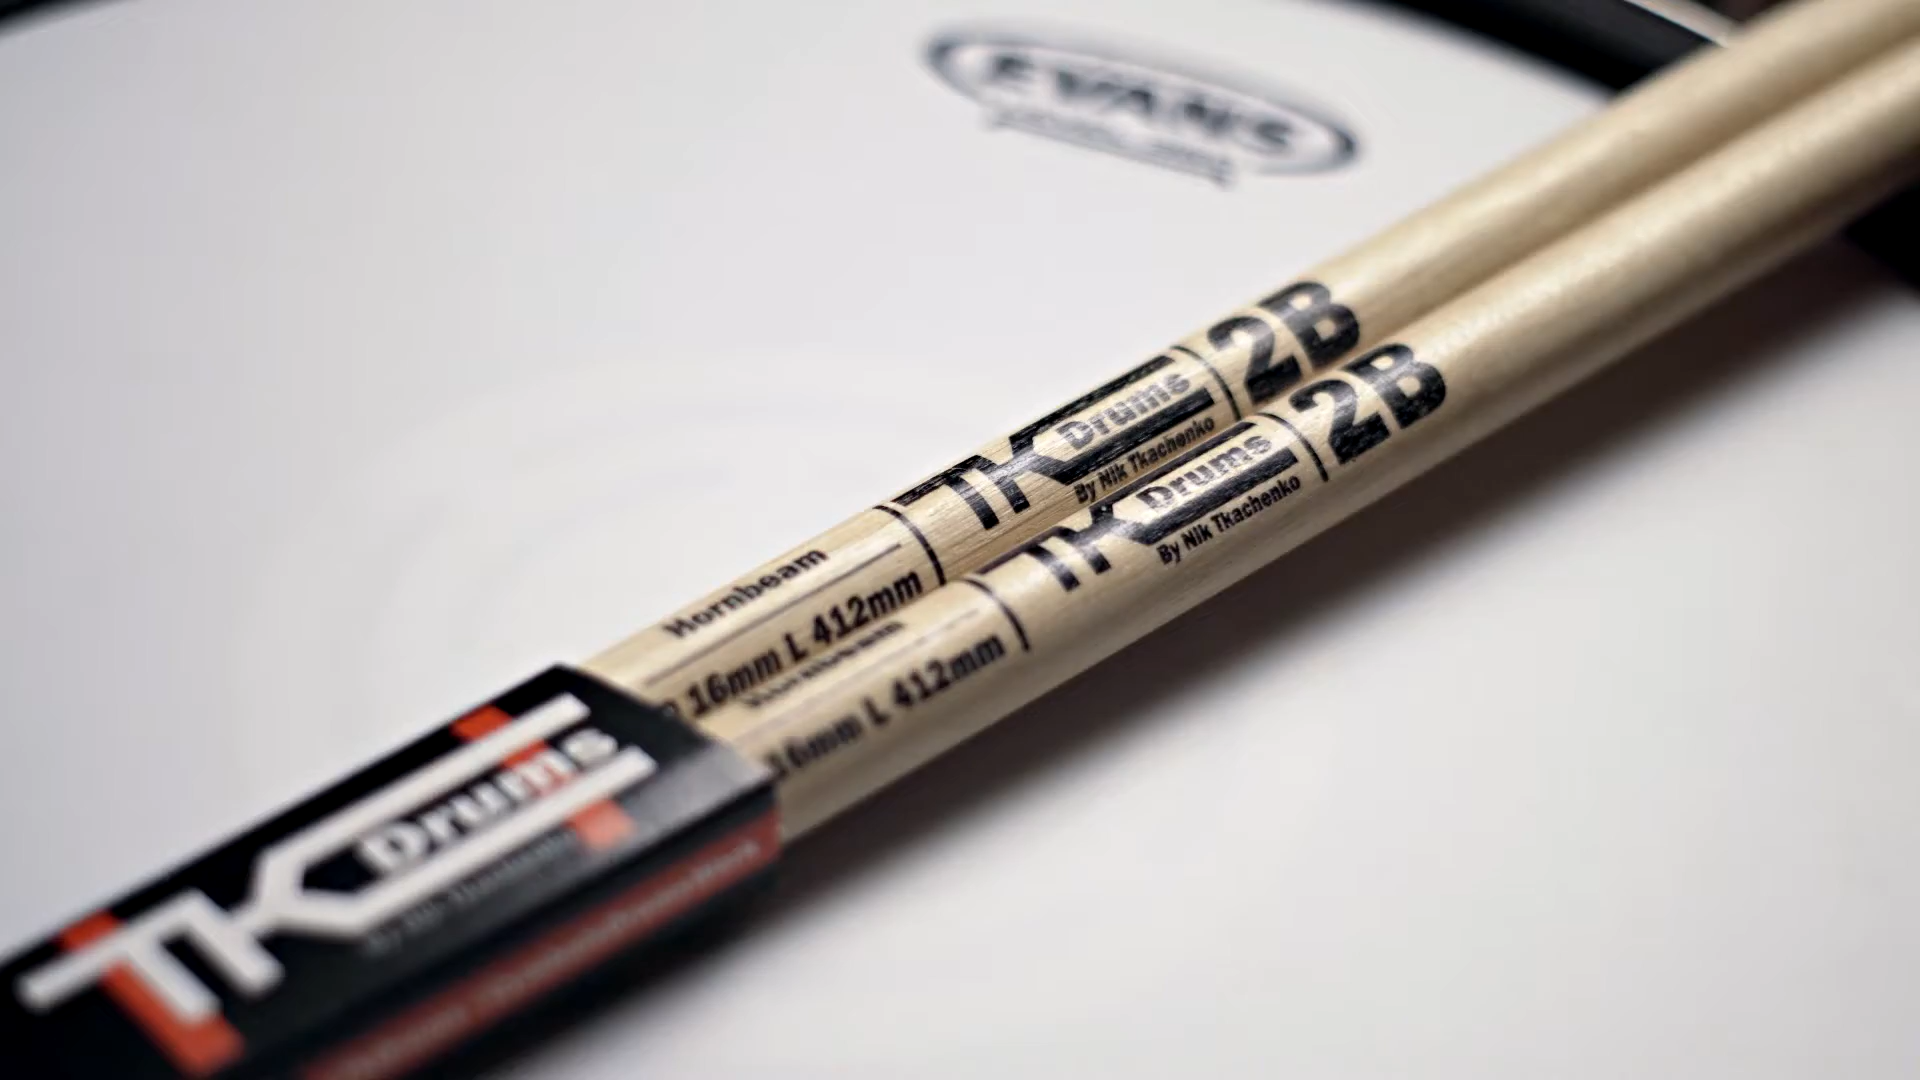 EVANS
2B
TK Drums
By Nik Tkachenko
Hornbeam
16mm L 412mm
2B
TK Drums
By Nik Tkachenko
Hornbeam
16mm L 412mm
TK Drums